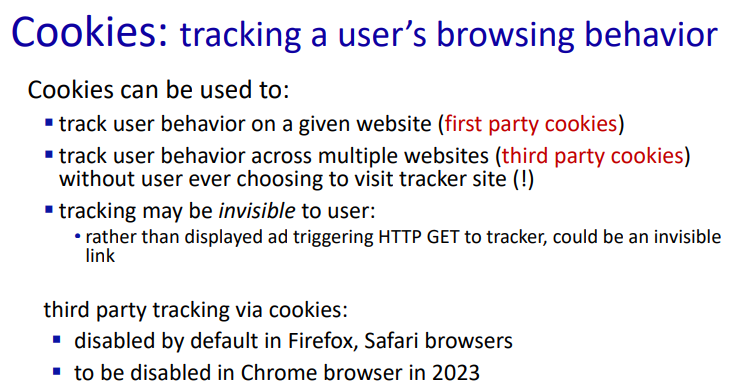 Cookies: tracking a user's browsing behavior
Cookies can be used to:
▪ track user behavior on a given website (first party cookies)
▪ track user behavior across multiple websites (third party cookies)
without user ever choosing to visit tracker site (!)
▪ tracking may be invisible to user:
• rather than displayed ad triggering HTTP GET to tracker, could be an invisible
link
third party tracking via cookies:
▪ disabled by default in Firefox, Safari browsers
▪ to be disabled in Chrome browser in 2023